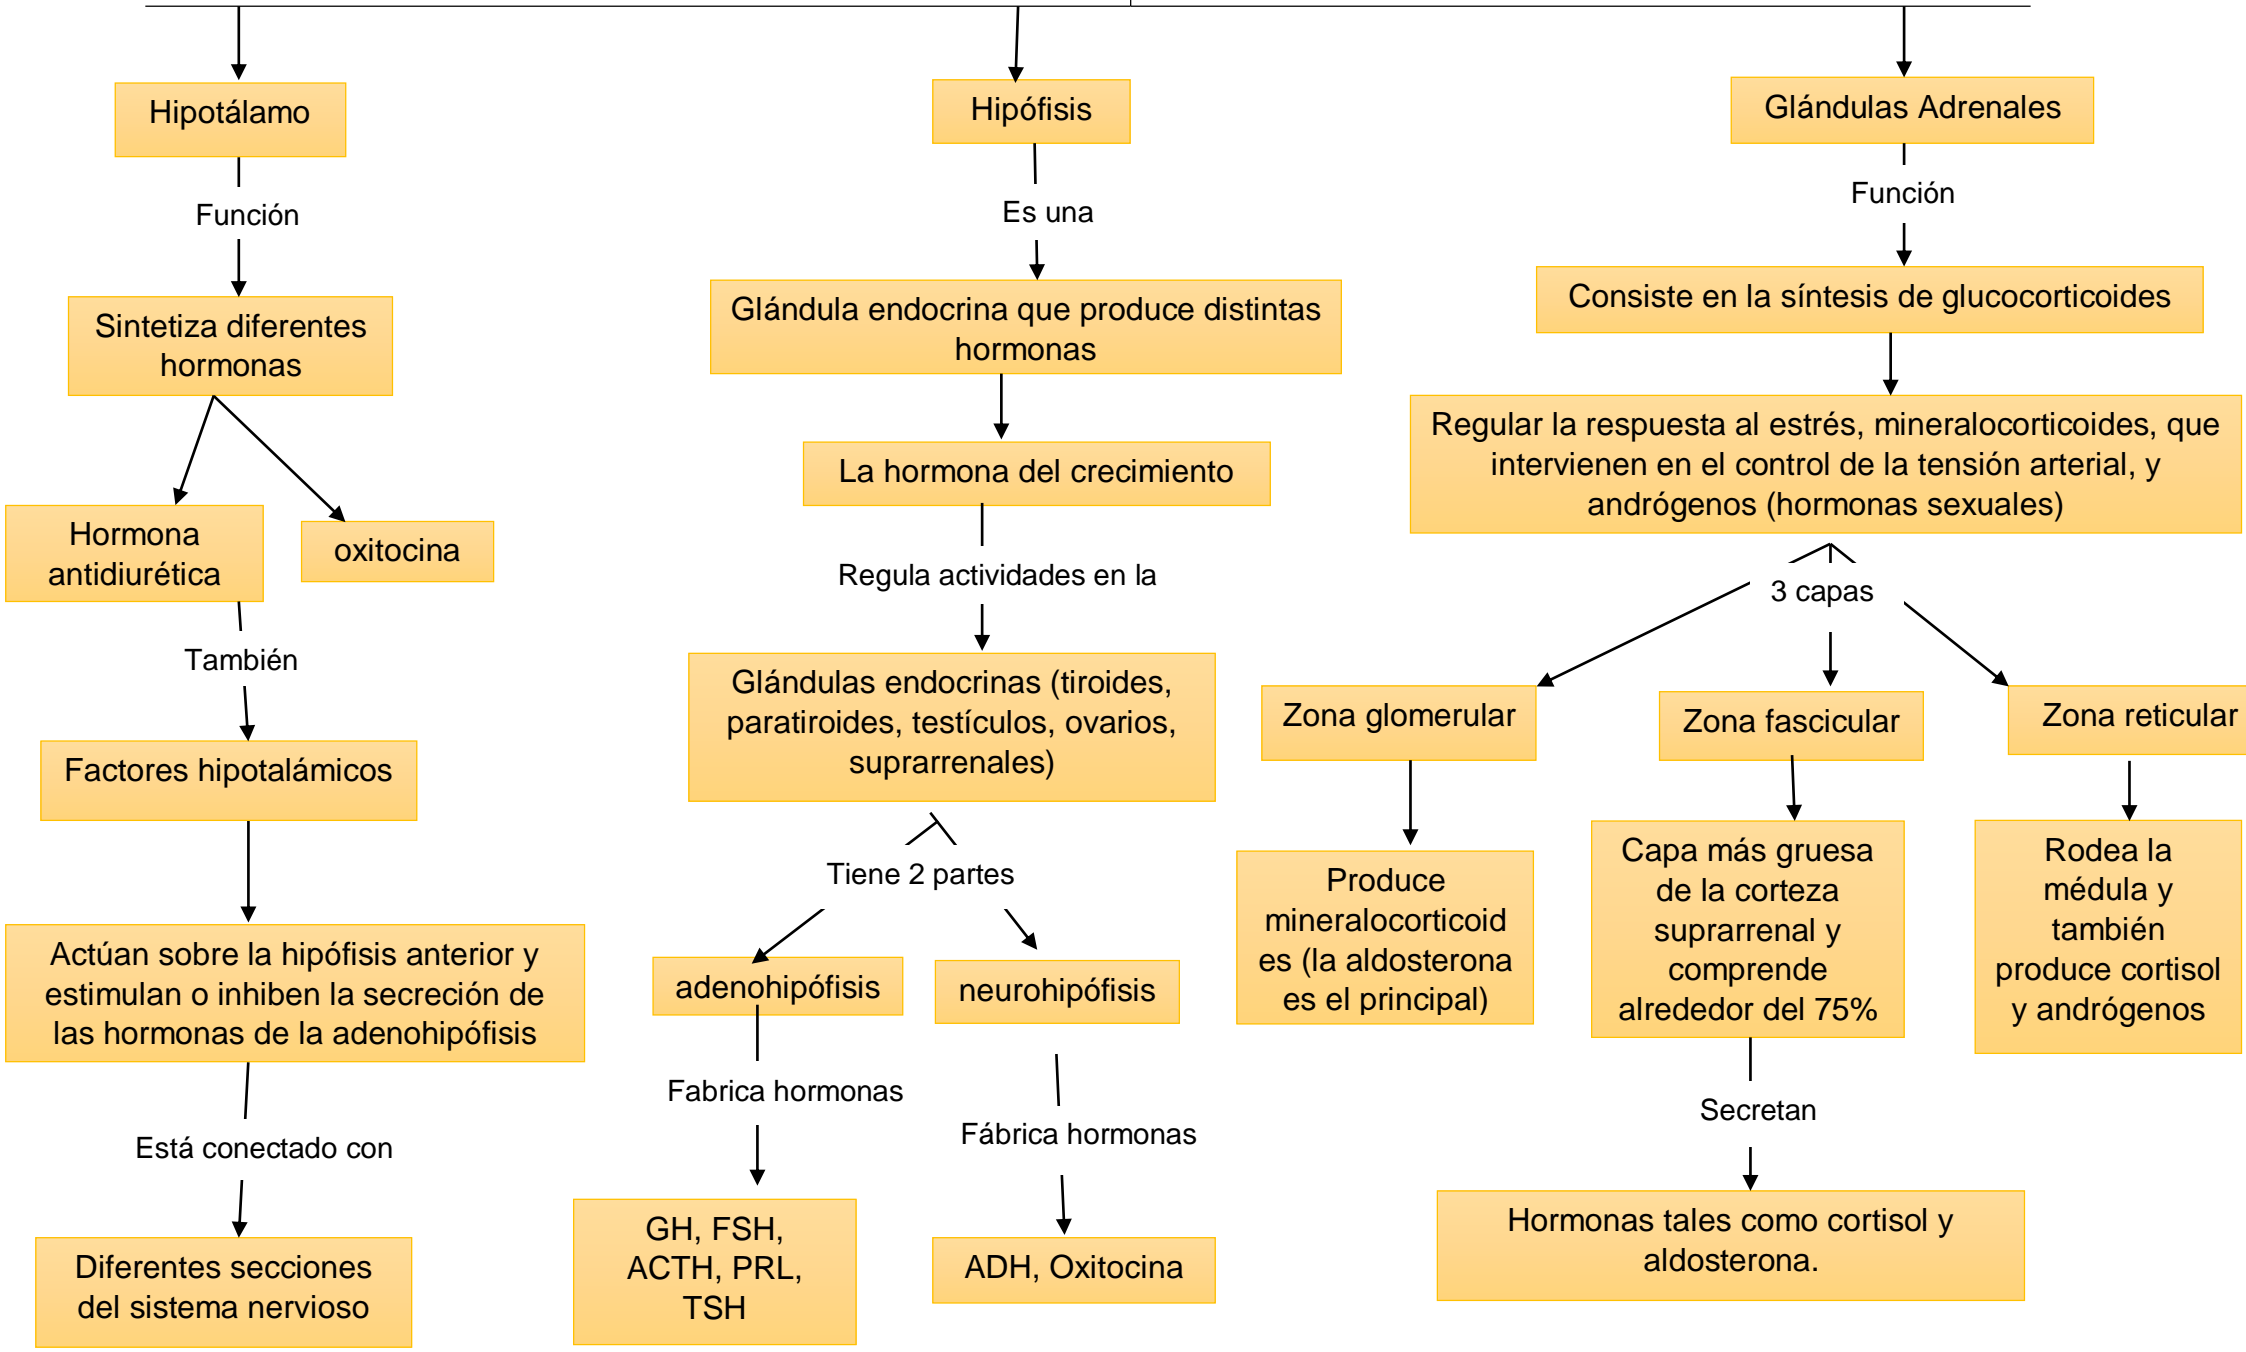 Hipotálamo
Función
Sintetiza diferentes
hormonas
Hormona
antidiurética
oxitocina
También
Factores hipotalámicos
Actúan sobre la hipófisis anterior y
estimulan o inhiben la secreción de
las hormonas de la adenohipófisis
Está conectado con
Diferentes secciones
del sistema nervioso
Hipófisis
Es una
Glándula endocrina que produce distintas
hormonas
La hormona del crecimiento
Regula actividades en la
Glándulas endocrinas (tiroides,
paratiroides, testículos, ovarios,
suprarrenales)
Tiene 2 partes
adenohipófisis
Fabrica hormonas
GH, FSH,
ACTH, PRL,
TSH
neurohipófisis
Fábrica hormonas
ADH, Oxitocina
Glándulas Adrenales
Función
Consiste en la síntesis de glucocorticoides
Regular la respuesta al estrés, mineralocorticoides, que
intervienen en el control de la tensión arterial, y
andrógenos (hormonas sexuales)
3 capas
Zona glomerular
Produce
mineralocorticoid
es (la aldosterona
es el principal)
Zona fascicular
Capa más gruesa
de la corteza
suprarrenal y
comprende
alrededor del 75%
Secretan
Hormonas tales como cortisol y
aldosterona.
Zona reticular
Rodea la
médula y
también
produce cortisol
y andrógenos